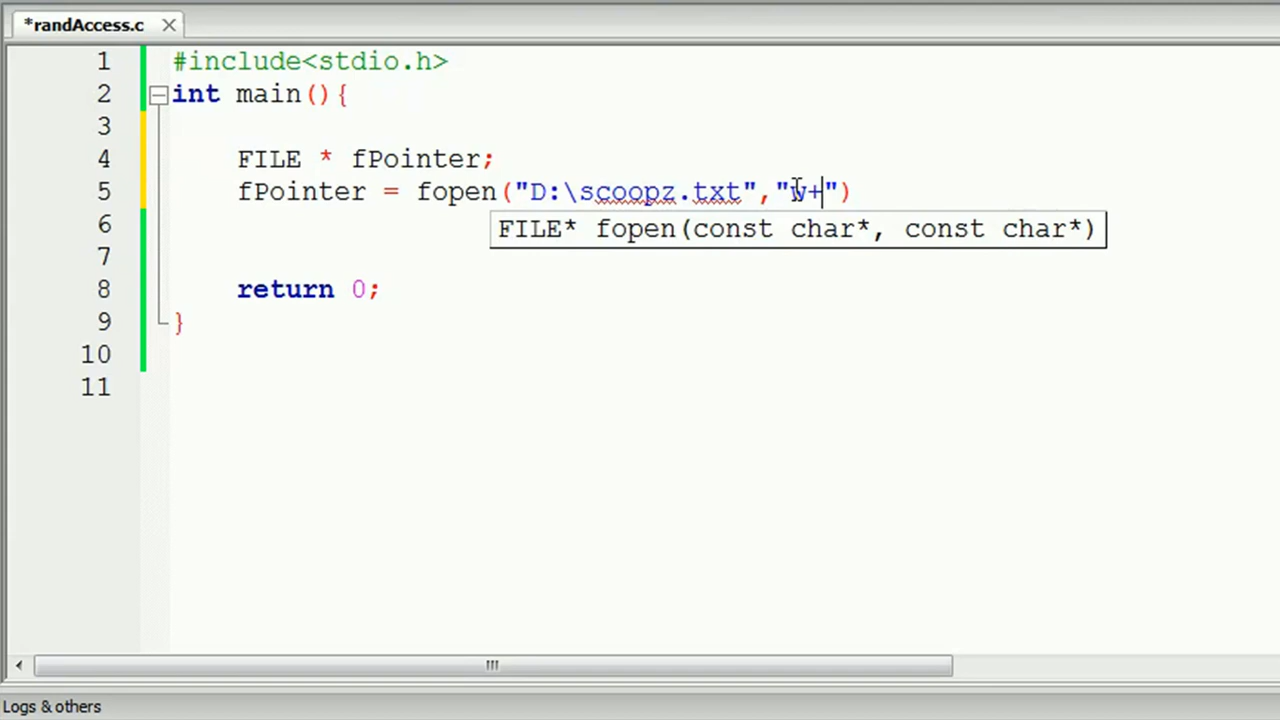 *randAccess.c
1 #include<stdio.h>
2 int main(){
3
4 FILE * fPointer;
5 fPointer = fopen("D:\scoopz.txt","w+")
6 FILE* fopen(const char*, const char*)
7
8 return 0;
9 }
10
11
Logs & others